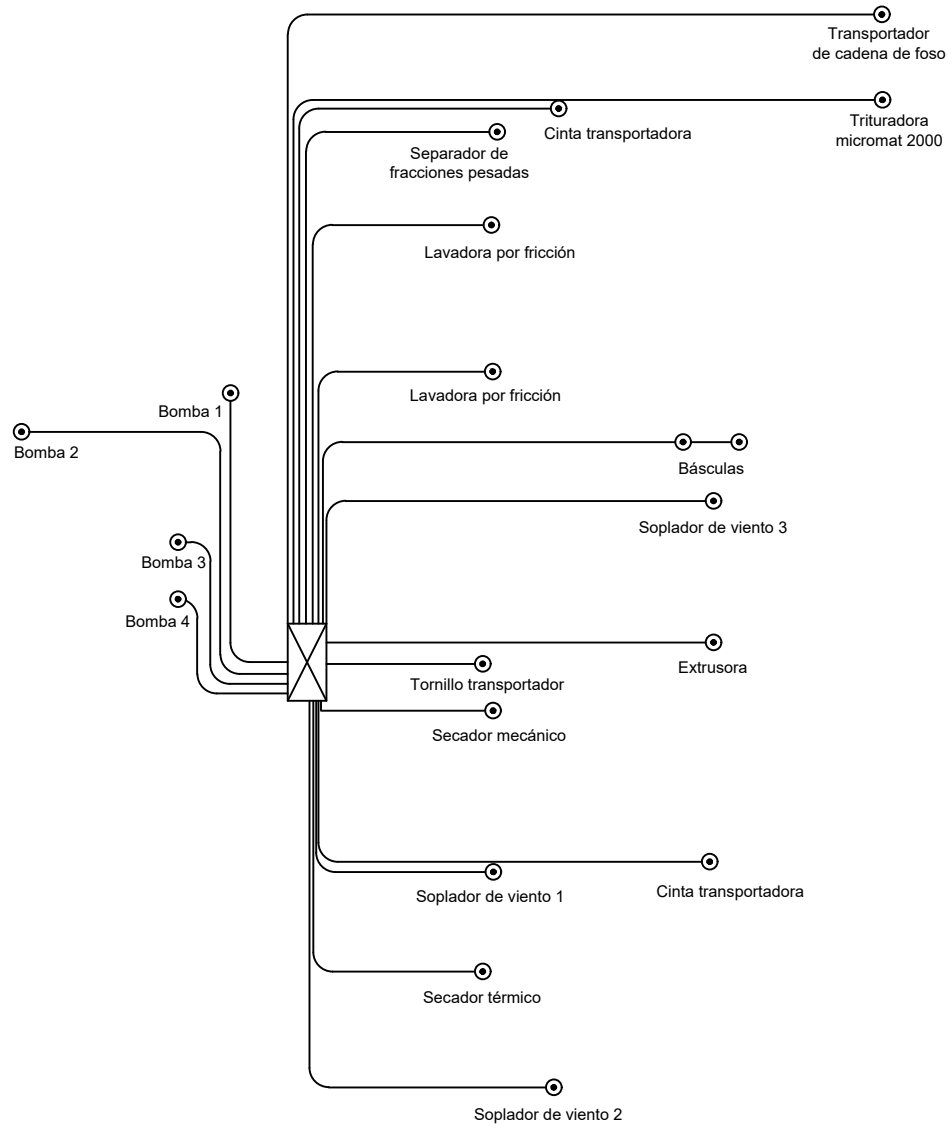 Transportador
de cadena de foso
Cinta transportadora
Trituradora
micromat 2000
Separador de
fracciones pesadas
Lavadora por fricción
Lavadora por fricción
Bomba 1
Bomba 2
Básculas
Soplador de viento 3
Bomba 3
Bomba 4
Extrusora
Tornillo transportador
Secador mecánico
Soplador de viento 1
Cinta transportadora
Secador térmico
Soplador de viento 2